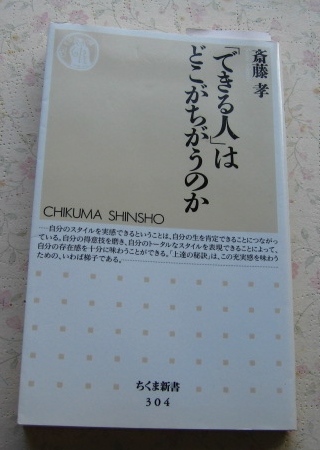 斎藤 孝
「できる人」は
どこがちがうのか
CHIKUMA SHINSHO
―自分のスタイルを実感できるということは、自分の生を肯定できることにつながっ
ている。自分の得意技を磨き、自分のトータルなスタイルを表現できることによって、
自分の存在感を十分に味わうことができる。「上達の秘訣」は、この充実感を味わう
ための、いわば梯子である。
ちくま新書
304